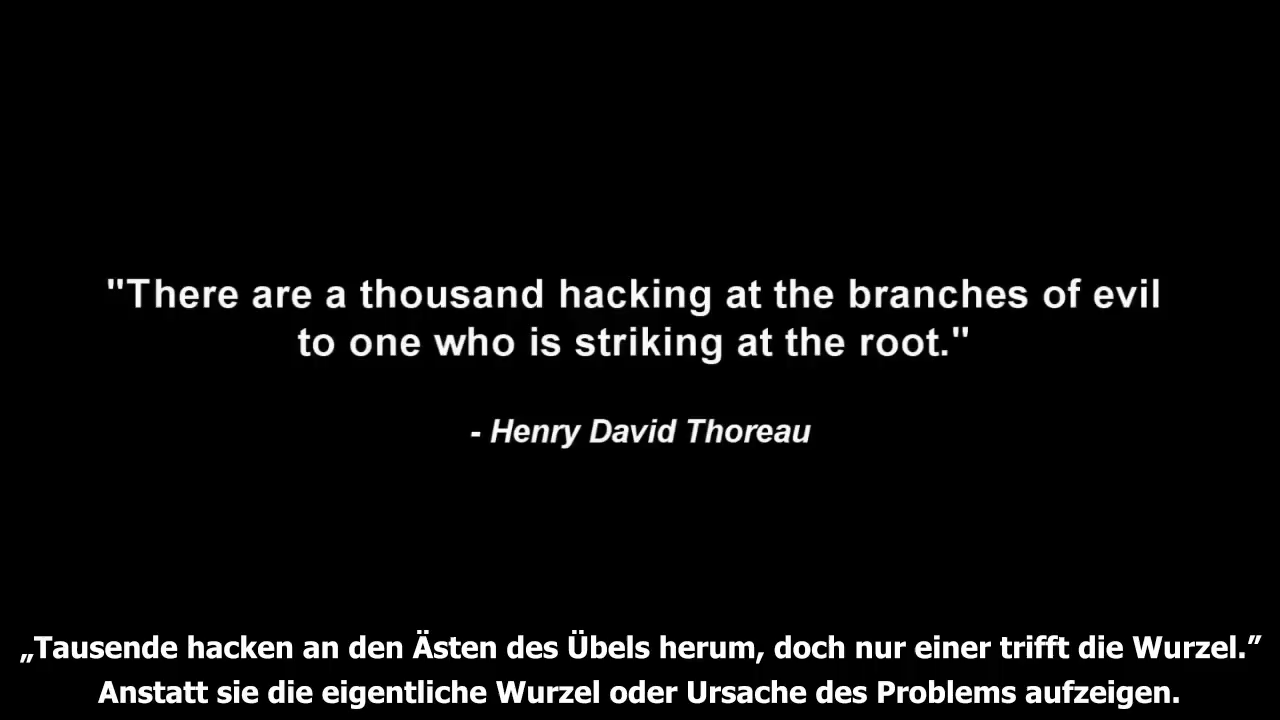 "There are a thousand hacking at the branches of evil
to one who is striking at the root."
- Henry David Thoreau
„Tausende hacken an den Ästen des Übels herum, doch nur einer trifft die Wurzel.”
Anstatt sie die eigentliche Wurzel oder Ursache des Problems aufzeigen.